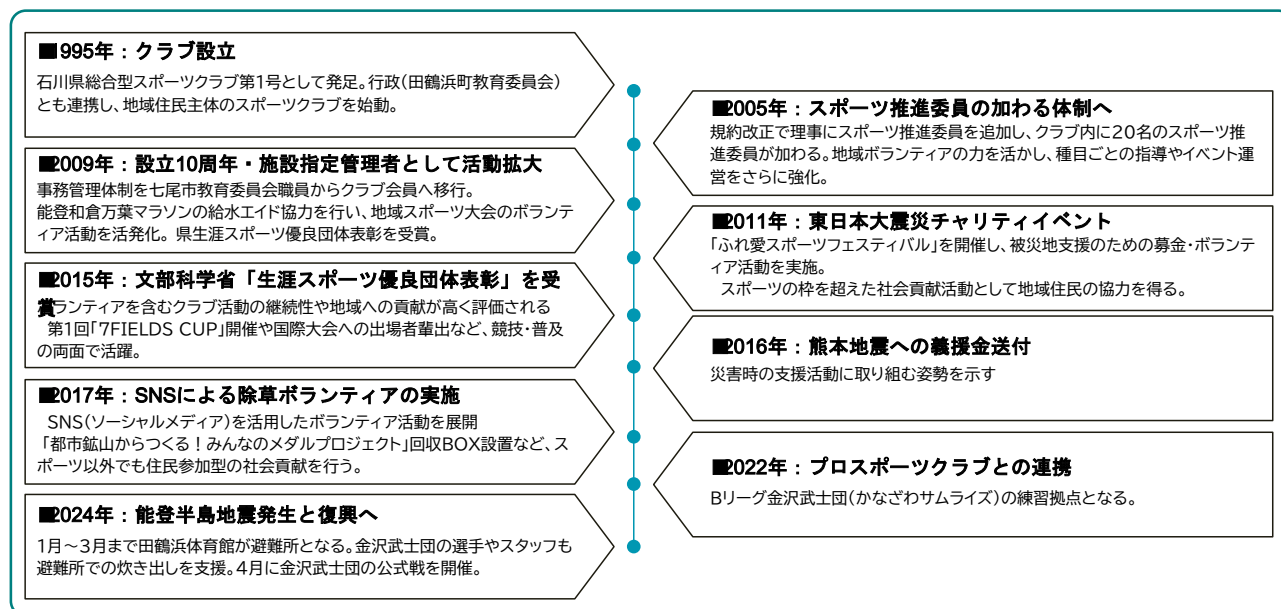 ■1995年：クラブ設立
石川県総合型スポーツクラブ第1号として発足。行政(田鶴浜町教育委員会)
とも連携し、地域住民主体のスポーツクラブを始動。
■2005年：スポーツ推進委員の加わる体制へ
規約改正で理事にスポーツ推進委員を追加し、クラブ内に20名のスポーツ推
進委員が加わる。地域ボランティアの力を活かし、種目ごとの指導やイベント運
営をさらに強化。
■2009年：設立10周年・施設指定管理者として活動拡大
事務管理体制を七尾市教育委員会職員からクラブ会員へ移行。
能登和倉万葉マラソンの給水エイド協力を行い、地域スポーツ大会のボランテ
ィア活動を活発化。県生涯スポーツ優良団体表彰を受賞。
■2011年：東日本大震災チャリティイベント
「ふれ愛スポーツフェスティバル」を開催し、被災地支援のための募金・ボランテ
ィア活動を実施。
スポーツの枠を超えた社会貢献活動として地域住民の協力を得る。
■2015年：文部科学省「生涯スポーツ優良団体表彰」を受
賞
ランティアを含むクラブ活動の継続性や地域への貢献が高く評価される
第1回「7FIELDS CUP」開催や国際大会への出場者輩出など、競技・普及
の両面で活躍。
■2016年：熊本地震への義援金送付
災害時の支援活動に取り組む姿勢を示す
■2017年：SNSによる除草ボランティアの実施
SNS(ソーシャルメディア)を活用したボランティア活動を展開
「都市鉱山からつくる！みんなのメダルプロジェクト」回収BOX設置など、ス
ポーツ以外でも住民参加型の社会貢献を行う。
■2022年：プロスポーツクラブとの連携
Bリーグ金沢武士団(かなざわサムライズ)の練習拠点となる。
■2024年：能登半島地震発生と復興へ
1月～3月まで田鶴浜体育館が避難所となる。金沢武士団の選手やスタッフも
避難所での炊き出しを支援。4月に金沢武士団の公式戦を開催。